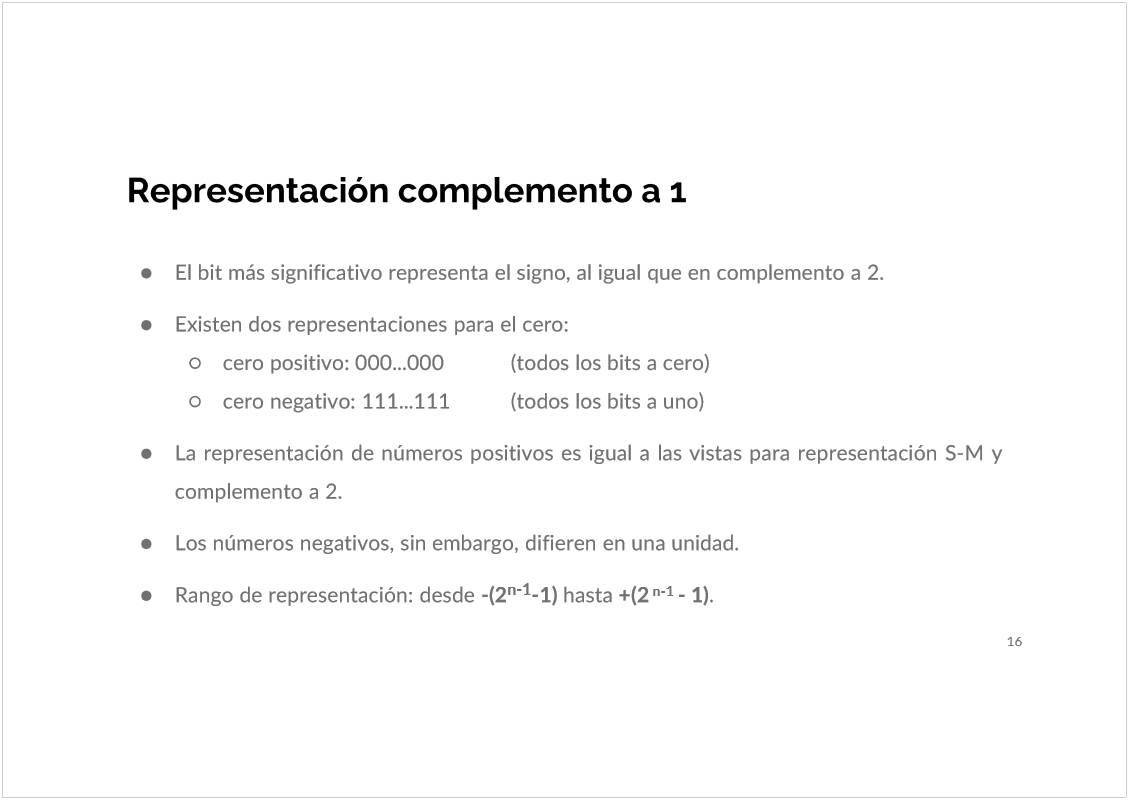 Representación complemento a 1
● El bit más significativo representa el signo, al igual que en complemento a 2.
● Existen dos representaciones para el cero:
○ cero positivo: 000...000 (todos los bits a cero)
○ cero negativo: 111...111 (todos los bits a uno)
● La representación de números positivos es igual a las vistas para representación S-M y
complemento a 2.
● Los números negativos, sin embargo, difieren en una unidad.
● Rango de representación: desde -(2ⁿ⁻¹-1) hasta +(2 ⁿ⁻¹ - 1).
16